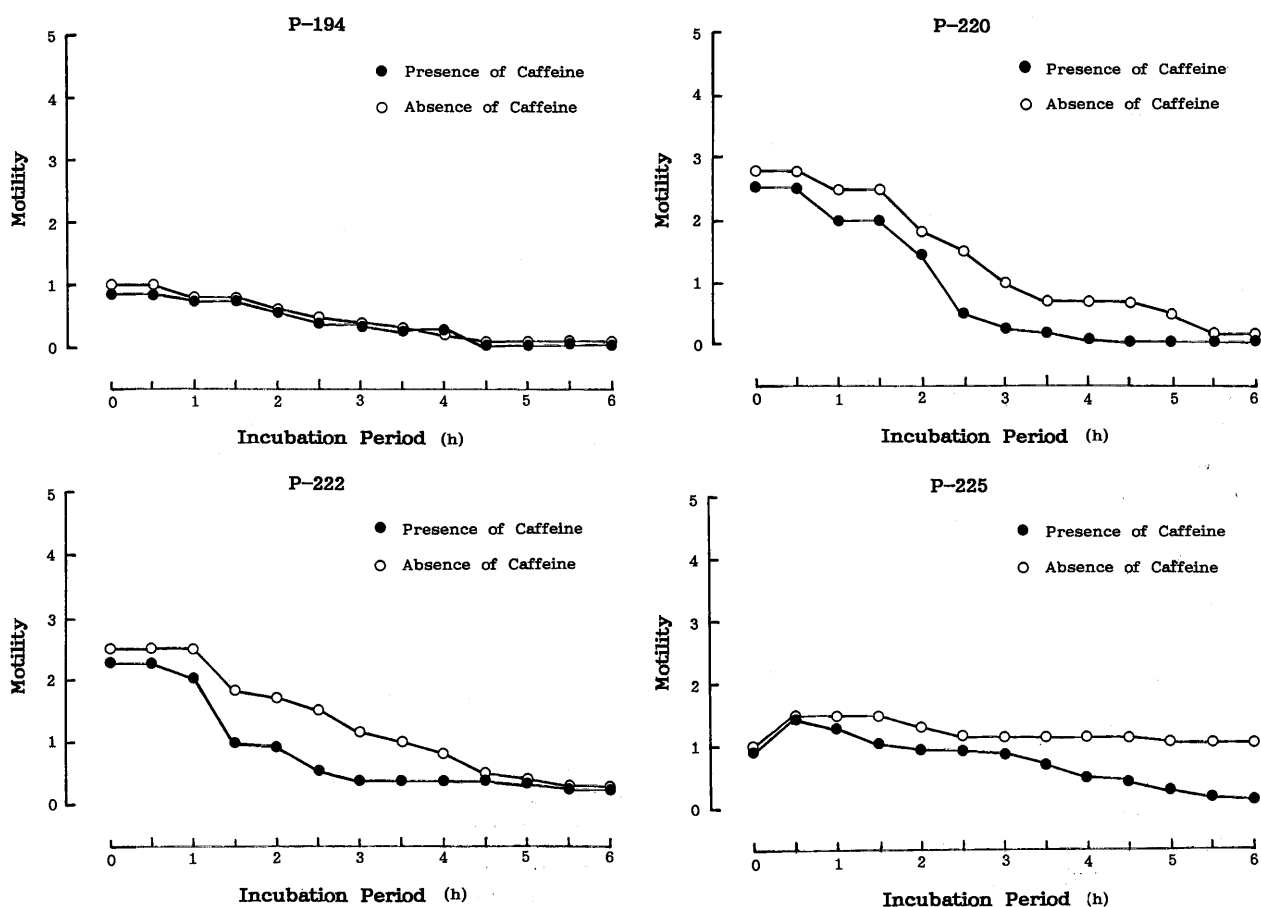 P-194
5
4
3
2
1
0
Motility
Presence of Caffeine
Absence of Caffeine
0 1 2 3 4 5 6
Incubation Period (h)
P-220
5
4
3
2
1
0
Motility
Presence of Caffeine
Absence of Caffeine
0 1 2 3 4 5 6
Incubation Period (h)
P-222
5
4
3
2
1
0
Motility
Presence of Caffeine
Absence of Caffeine
0 1 2 3 4 5 6
Incubation Period (h)
P-225
5
4
3
2
1
0
Motility
Presence of Caffeine
Absence of Caffeine
0 1 2 3 4 5 6
Incubation Period (h)